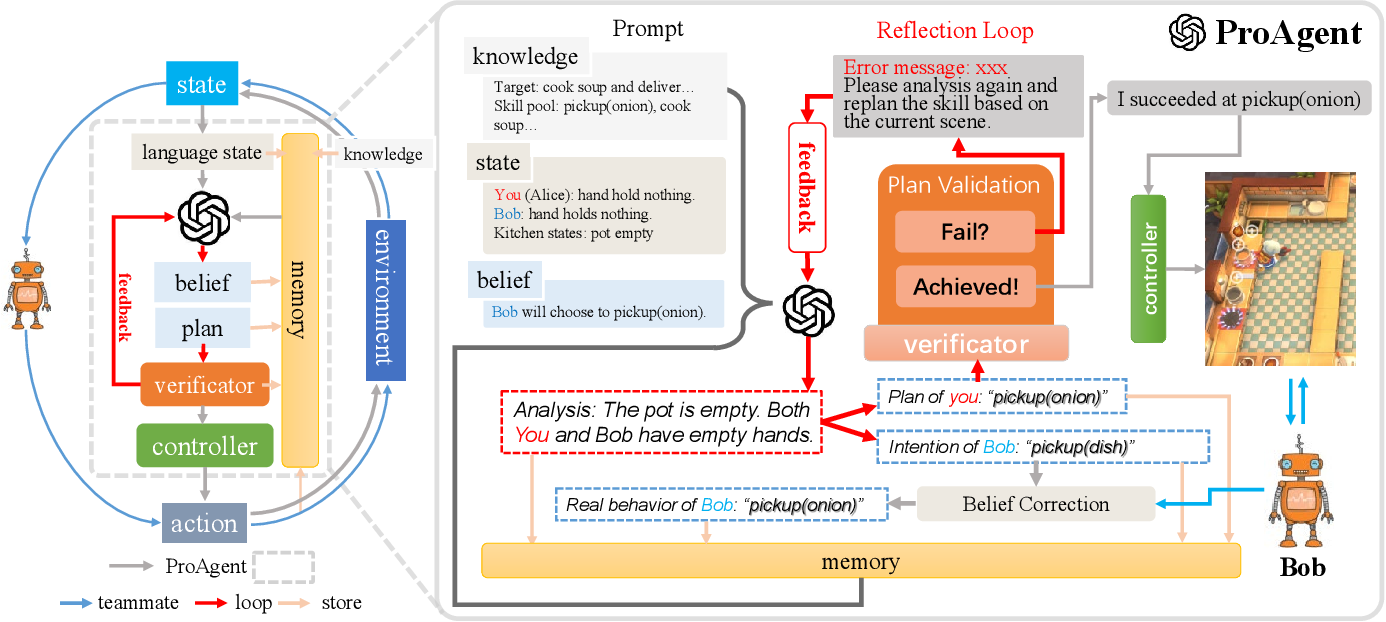 state
language state
knowledge
feedback
belief
plan
verificator
controller
memory
environment
action
ProAgent
teammate
loop
store
Prompt
knowledge
Target: cook soup and deliver…
Skill pool: pickup(onion), cook
soup…
state
You (Alice): hand hold nothing.
Bob: hand holds nothing.
Kitchen states: pot empty
belief
Bob will choose to pickup(onion).
Reflection Loop
Error message: xxx
Please analysis again and
replan the skill based on
the current scene.
feedback
Plan Validation
Fail?
Achieved!
verificator
ProAgent
I succeeded at pickup(onion)
controller
Analysis: The pot is empty. Both
You and Bob have empty hands.
Plan of you: “pickup(onion)”
Intention of Bob: “pickup(dish)”
Belief Correction
Real behavior of Bob: “pickup(onion)”
memory
Bob